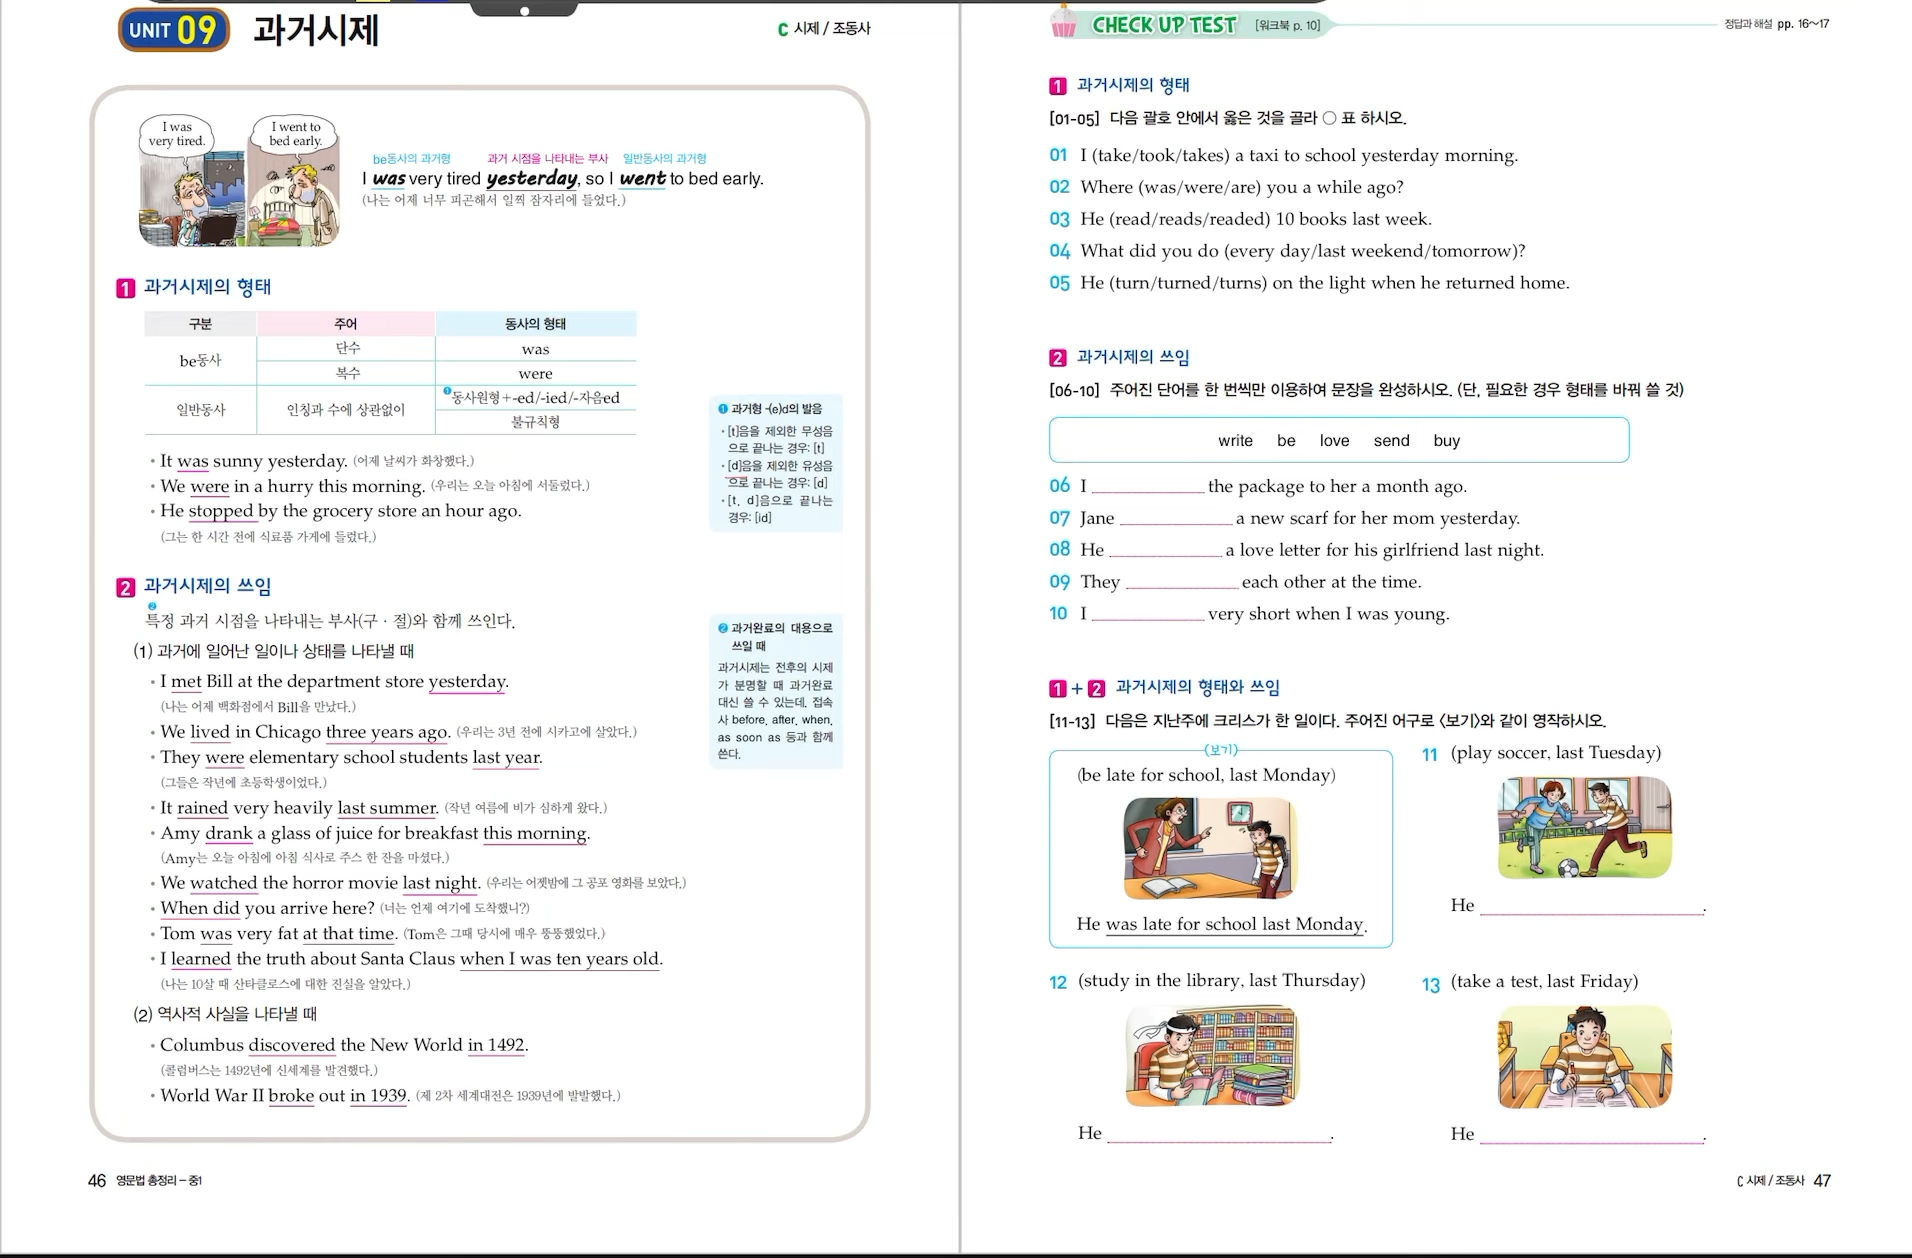 UNIT 09 과거시제
C 시제 / 조동사
I was
very tired.
I went to
bed early.
be동사의 과거형 과거 시점을 나타내는 부사 일반동사의 과거형
I was very tired yesterday, so I went to bed early.
(나는 어제 너무 피곤해서 일찍 잠자리에 들었다.)
1 과거시제의 형태
구분 주어 동사의 형태
be동사 단수 was
복수 were
일반동사 인칭과 수에 상관없이 ❶동사원형+-ed/-ied/-자음ed
불규칙형
• It was sunny yesterday. (어제 날씨가 화창했다.)
• We were in a hurry this morning. (우리는 오늘 아침에 서둘렀다.)
• He stopped by the grocery store an hour ago.
(그는 한 시간 전에 식료품 가게에 들렀다.)
❶ 과거형 -(e)d의 발음
• [t]음을 제외한 무성음
으로 끝나는 경우: [t]
• [d]음을 제외한 유성음
으로 끝나는 경우: [d]
• [t, d]음으로 끝나는
경우: [id]
2 과거시제의 쓰임
❷
특정 과거 시점을 나타내는 부사(구 · 절)와 함께 쓰인다.
(1) 과거에 일어난 일이나 상태를 나타낼 때
• I met Bill at the department store yesterday.
(나는 어제 백화점에서 Bill을 만났다.)
• We lived in Chicago three years ago. (우리는 3년 전에 시카고에 살았다.)
• They were elementary school students last year.
(그들은 작년에 초등학생이었다.)
• It rained very heavily last summer. (작년 여름에 비가 심하게 왔다.)
• Amy drank a glass of juice for breakfast this morning.
(Amy는 오늘 아침에 아침 식사로 주스 한 잔을 마셨다.)
• We watched the horror movie last night. (우리는 어젯밤에 그 공포 영화를 보았다.)
• When did you arrive here? (너는 언제 여기에 도착했니?)
• Tom was very fat at that time. (Tom은 그때 당시에 매우 뚱뚱했었다.)
• I learned the truth about Santa Claus when I was ten years old.
(나는 10살 때 산타클로스에 대한 진실을 알았다.)
(2) 역사적 사실을 나타낼 때
• Columbus discovered the New World in 1492.
(콜럼버스는 1492년에 신세계를 발견했다.)
• World War II broke out in 1939. (제 2차 세계대전은 1939년에 발발했다.)
❷ 과거완료의 대용으로
쓰일 때
과거시제는 전후의 시제
가 분명할 때 과거완료
대신 쓸 수 있는데, 접속
사 before, after, when,
as soon as 등과 함께
쓴다.
46 영문법 총정리 – 중1
CHECK UP TEST [워크북 p. 10]
정답과 해설 pp. 16~17
1 과거시제의 형태
[01-05] 다음 괄호 안에서 옳은 것을 골라 ○ 표 하시오.
01 I (take/took/takes) a taxi to school yesterday morning.
02 Where (was/were/are) you a while ago?
03 He (read/reads/readed) 10 books last week.
04 What did you do (every day/last weekend/tomorrow)?
05 He (turn/turned/turns) on the light when he returned home.
2 과거시제의 쓰임
[06-10] 주어진 단어를 한 번씩만 이용하여 문장을 완성하시오. (단, 필요한 경우 형태를 바꿔 쓸 것)
write be love send buy
06 I ____________ the package to her a month ago.
07 Jane ____________ a new scarf for her mom yesterday.
08 He ____________ a love letter for his girlfriend last night.
09 They ____________ each other at the time.
10 I ____________ very short when I was young.
1 + 2 과거시제의 형태와 쓰임
[11-13] 다음은 지난주에 크리스가 한 일이다. 주어진 어구로 〈보기〉와 같이 영작하시오.
〈보기〉
(be late for school, last Monday)
He was late for school last Monday.
11 (play soccer, last Tuesday)
He ________________________.
12 (study in the library, last Thursday)
He ________________________.
13 (take a test, last Friday)
He ________________________.
C 시제 / 조동사 47